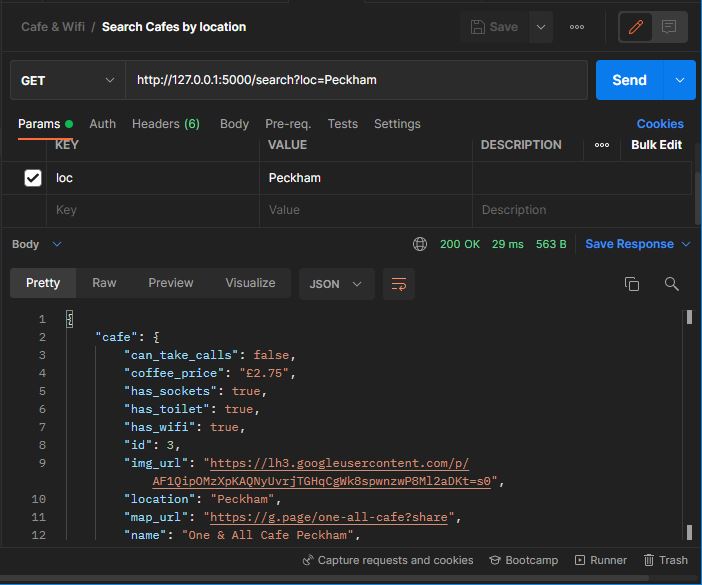 Cafe & Wifi / Search Cafes by location Save
GET http://127.0.0.1:5000/search?loc=Peckham Send
Params Auth Headers (6) Body Pre-req. Tests Settings Cookies
KEY VALUE DESCRIPTION Bulk Edit
loc Peckham
Key Value Description
Body 200 OK 29 ms 563 B Save Response
Pretty Raw Preview Visualize JSON
1 {
2 "cafe": {
3 "can_take_calls": false,
4 "coffee_price": "£2.75",
5 "has_sockets": true,
6 "has_toilet": true,
7 "has_wifi": true,
8 "id": 3,
9 "img_url": "https://lh3.googleusercontent.com/p/
AF1QipOMzXpKAQNyUvrjTGHqCgWk8spwnzwP8Ml2aDKt=s0",
10 "location": "Peckham",
11 "map_url": "https://g.page/one-all-cafe?share",
12 "name": "One & All Cafe Peckham",
Capture requests and cookies Bootcamp Runner Trash